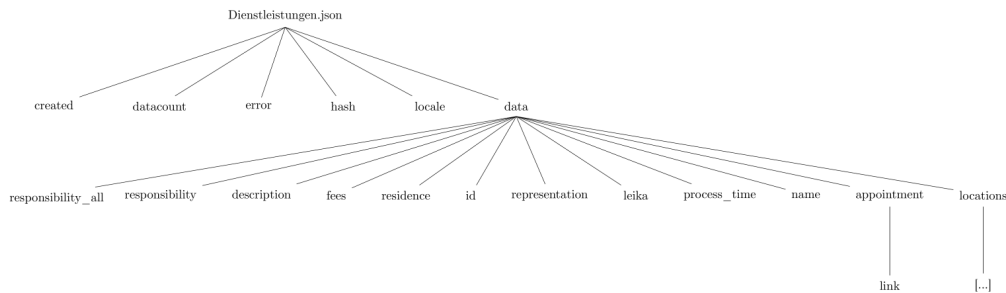 Dienstleistungen.json
created datacount error hash locale data
responsibility_all responsibility description fees residence id representation leika process_time name appointment locations
link [...]